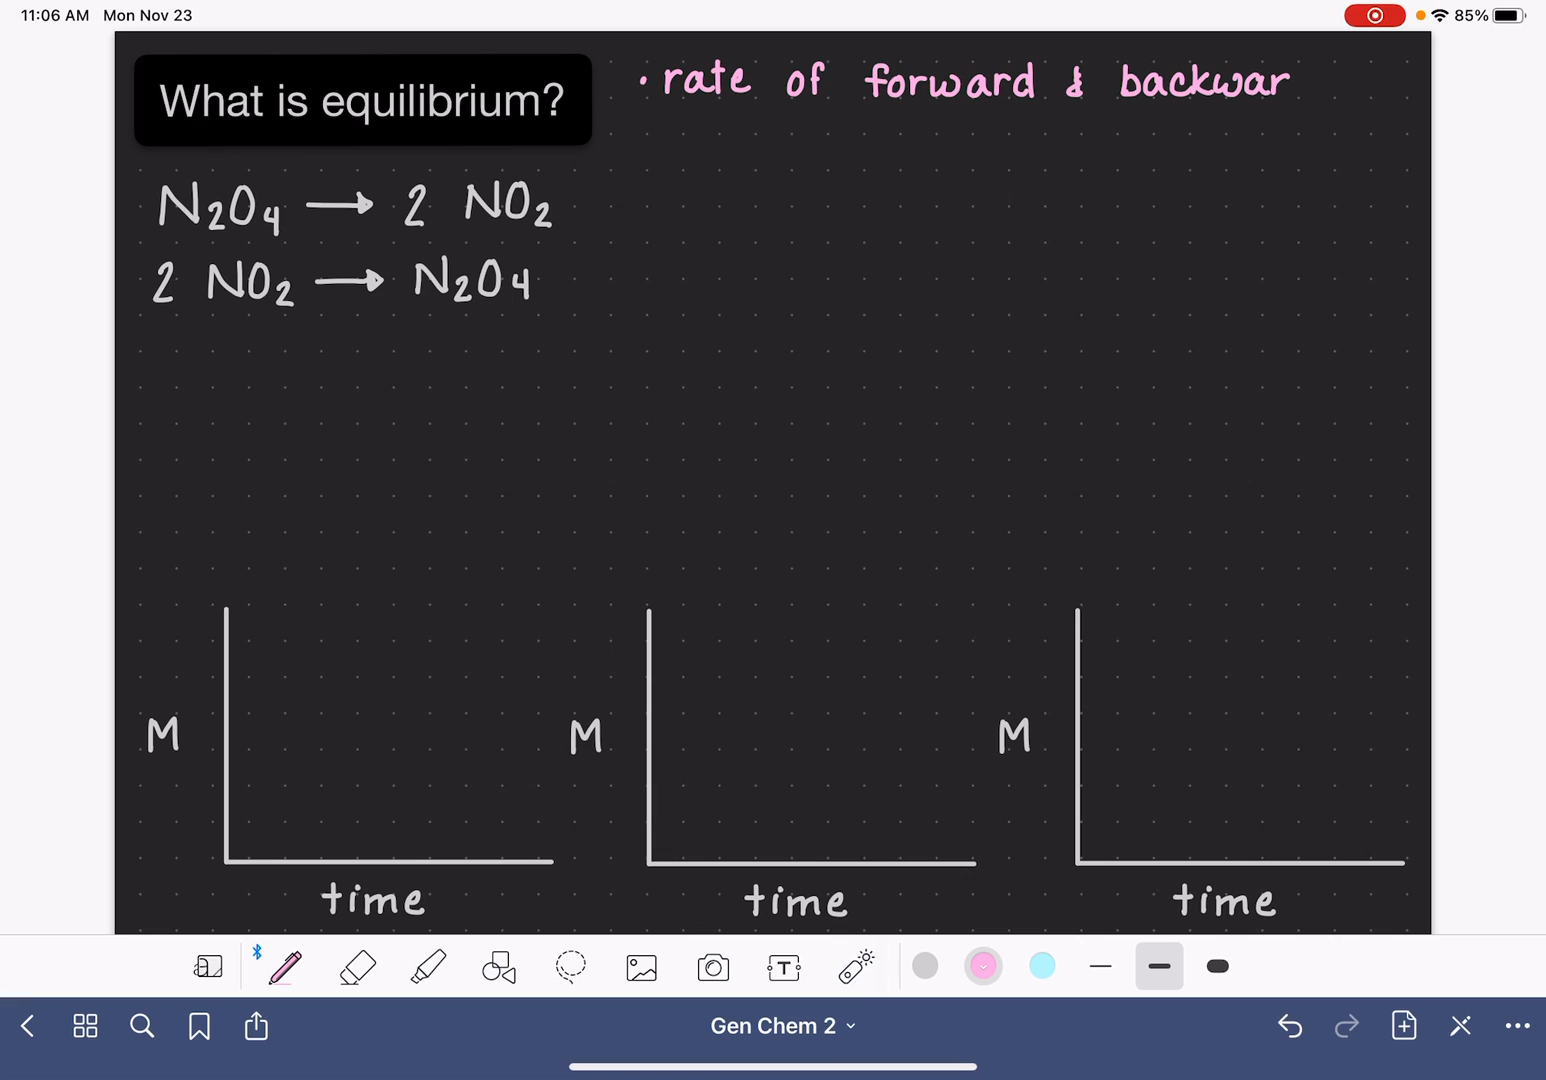 11:06 AM Mon Nov 23
85%
What is equilibrium?
· rate of forward & backwar
N₂O₄ → 2 NO₂
2 NO₂ → N₂O₄
M
time
M
time
M
time
T
Gen Chem 2